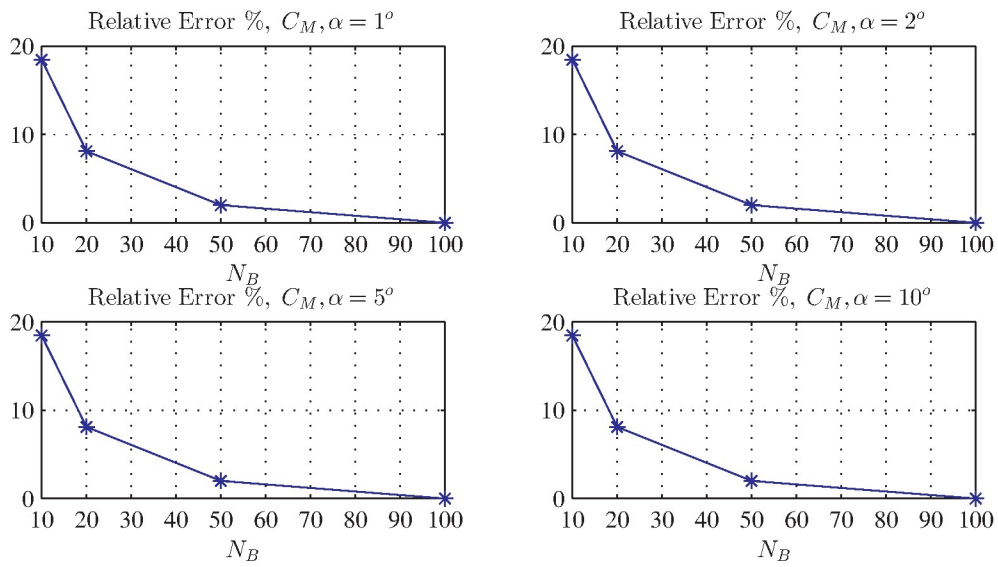 Relative Error %, C_M, α = 1°
20
10
0
10 20 30 40 50 60 70 80 90 100
N_B
Relative Error %, C_M, α = 2°
20
10
0
10 20 30 40 50 60 70 80 90 100
N_B
Relative Error %, C_M, α = 5°
20
10
0
10 20 30 40 50 60 70 80 90 100
N_B
Relative Error %, C_M, α = 10°
20
10
0
10 20 30 40 50 60 70 80 90 100
N_B